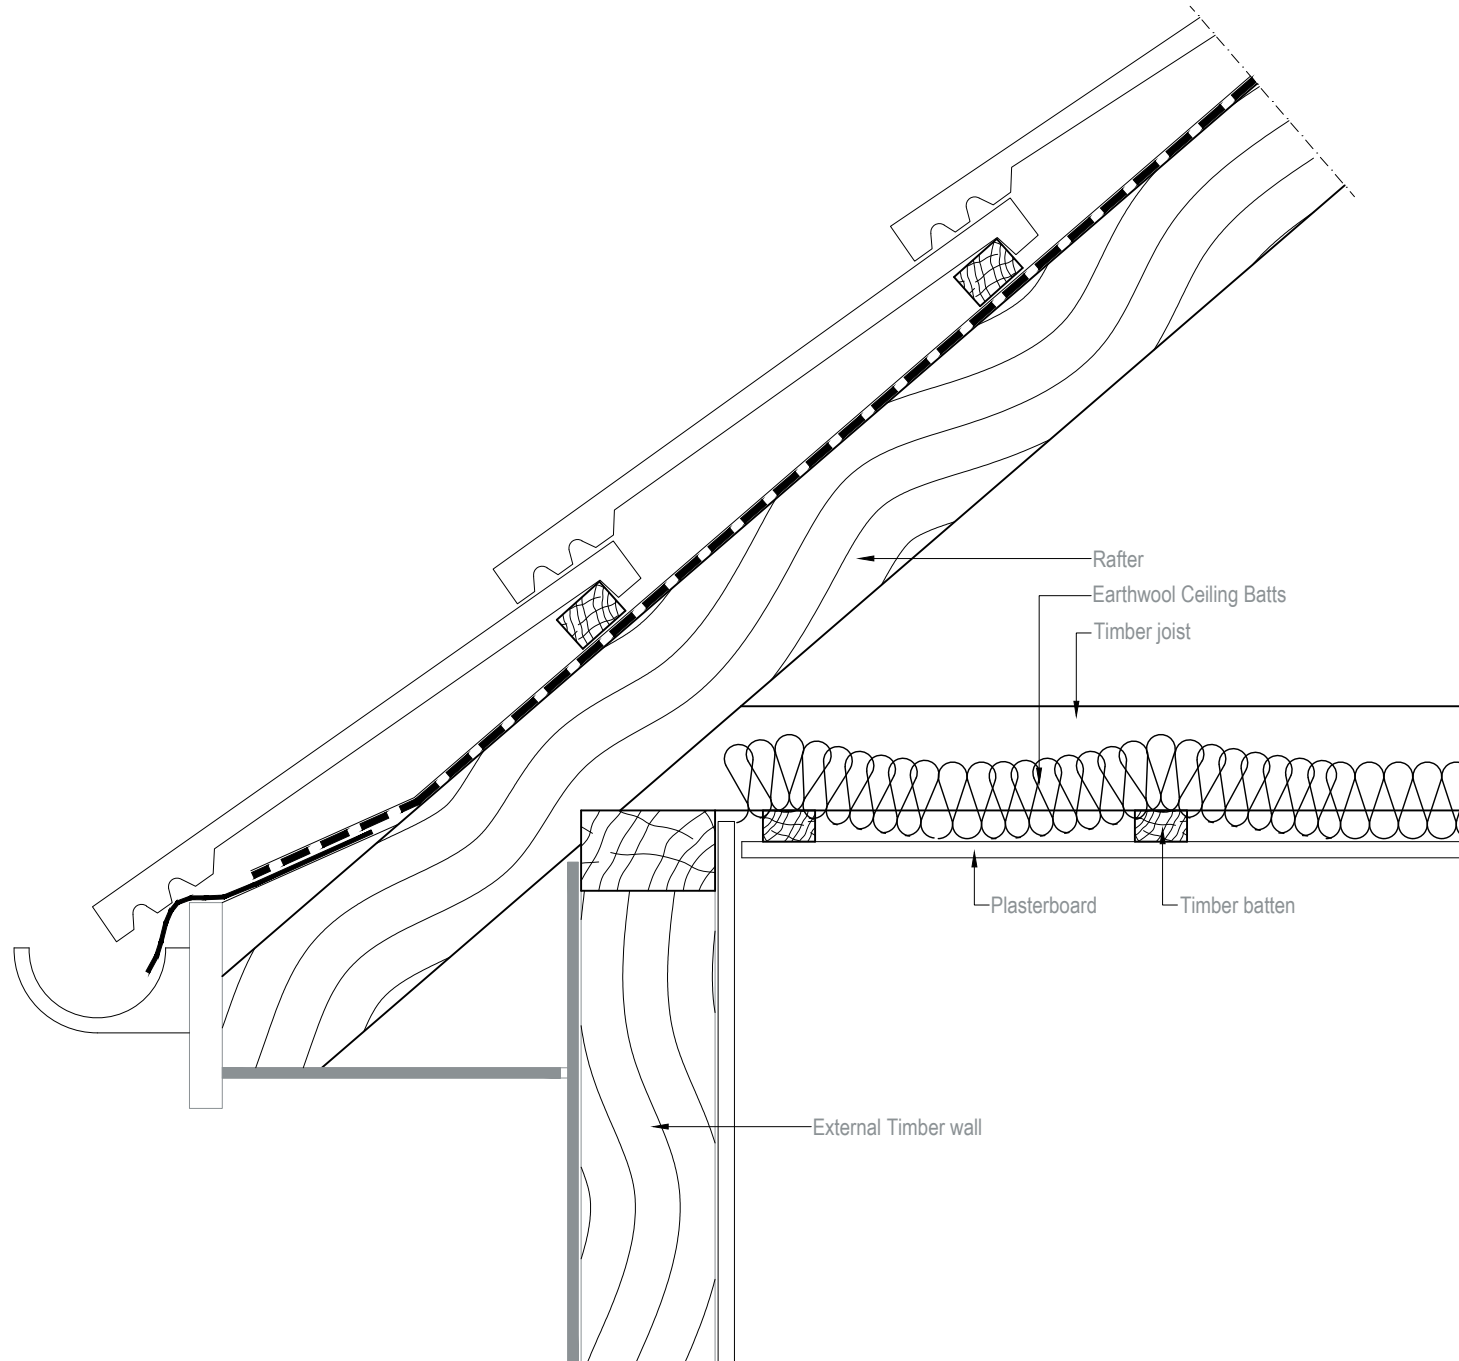 Rafter
Earthwool Ceiling Batts
Timber joist
Plasterboard
Timber batten
External Timber wall